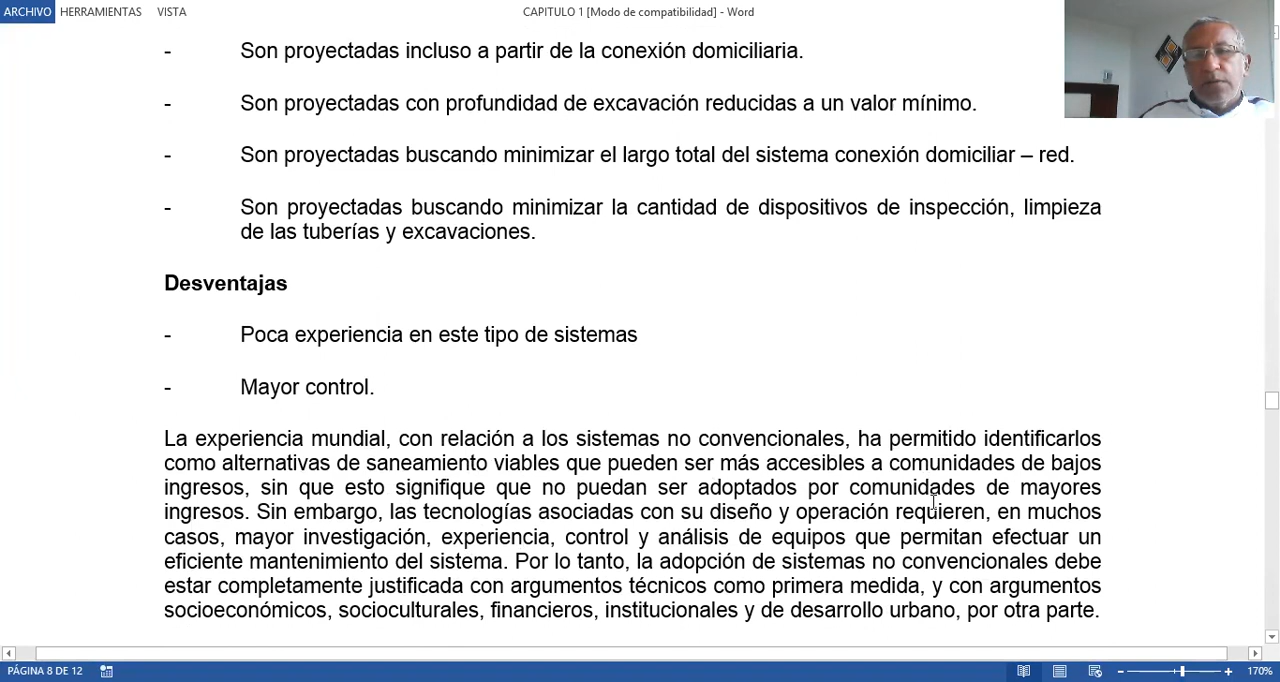 ARCHIVO HERRAMIENTAS VISTA CAPITULO 1 [Modo de compatibilidad] - Word
- Son proyectadas incluso a partir de la conexión domiciliaria.
- Son proyectadas con profundidad de excavación reducidas a un valor mínimo.
- Son proyectadas buscando minimizar el largo total del sistema conexión domiciliar – red.
- Son proyectadas buscando minimizar la cantidad de dispositivos de inspección, limpieza
de las tuberías y excavaciones.
Desventajas
- Poca experiencia en este tipo de sistemas
- Mayor control.
La experiencia mundial, con relación a los sistemas no convencionales, ha permitido identificarlos
como alternativas de saneamiento viables que pueden ser más accesibles a comunidades de bajos
ingresos, sin que esto signifique que no puedan ser adoptados por comunidades de mayores
ingresos. Sin embargo, las tecnologías asociadas con su diseño y operación requieren, en muchos
casos, mayor investigación, experiencia, control y análisis de equipos que permitan efectuar un
eficiente mantenimiento del sistema. Por lo tanto, la adopción de sistemas no convencionales debe
estar completamente justificada con argumentos técnicos como primera medida, y con argumentos
socioeconómicos, socioculturales, financieros, institucionales y de desarrollo urbano, por otra parte.
PÁGINA 8 DE 12 170%